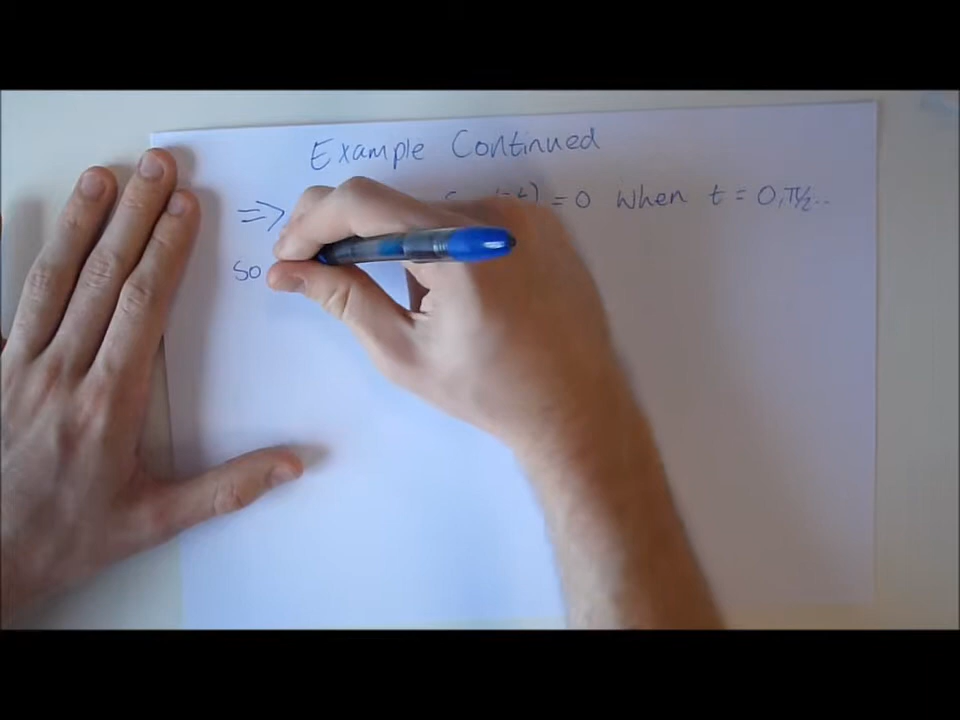 Example Continued
⇒ = 0 when t = 0, π/2..
So